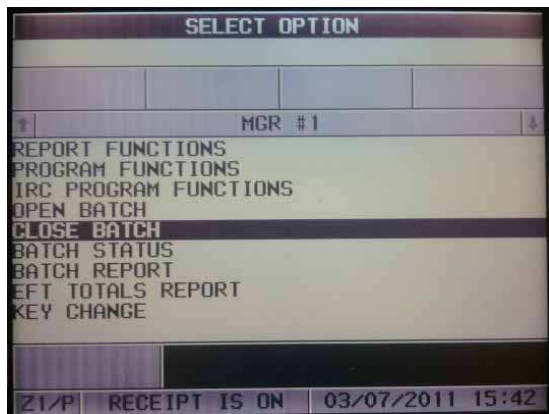 SELECT OPTION
MGR #1
REPORT FUNCTIONS
PROGRAM FUNCTIONS
IRC PROGRAM FUNCTIONS
OPEN BATCH
CLOSE BATCH
BATCH STATUS
BATCH REPORT
EFT TOTALS REPORT
KEY CHANGE
Z1/P RECEIPT IS ON 03/07/2011 15:42